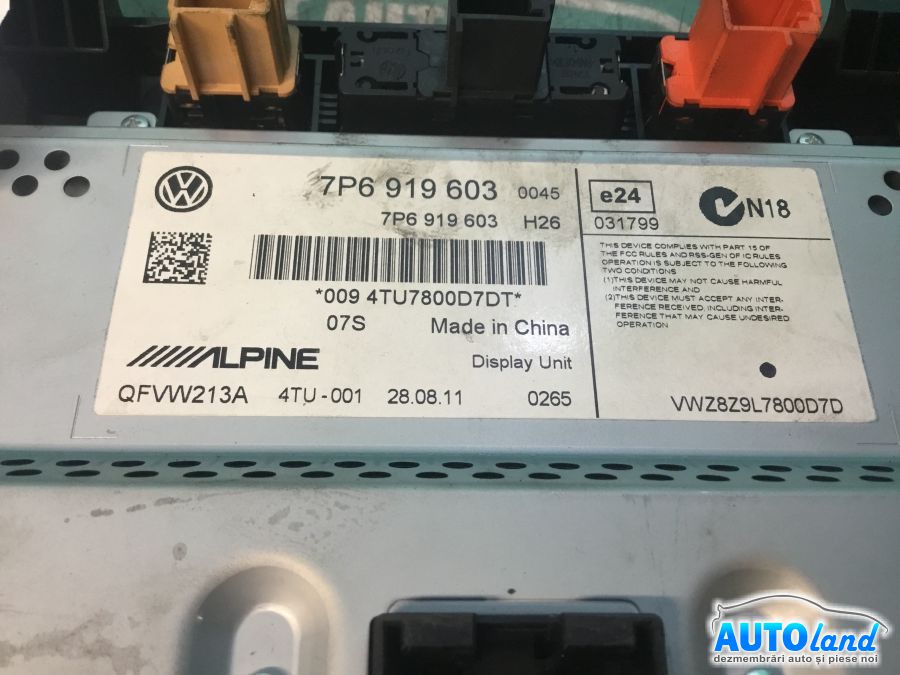 7P6 919 603 0045
7P6 919 603 H26
*009 4TU7800D7DT*
07S Made in China
ALPINE Display Unit
QFVW213A 4TU-001 28.08.11 0265
e24
031799
N18
THIS DEVICE COMPLIES WITH PART 15 OF
THE FCC RULES AND RSS-GEN OF IC RULES
OPERATION IS SUBJECT TO THE FOLLOWING
TWO CONDITIONS
(1)THIS DEVICE MAY NOT CAUSE HARMFUL
INTERFERENCE AND
(2)THIS DEVICE MUST ACCEPT ANY INTER-
FERENCE RECEIVED, INCLUDING INTER-
FERENCE THAT MAY CAUSE UNDESIRED
OPERATION
VWZ8Z9L7800D7D
AUTOland
dezmembrări auto și piese noi